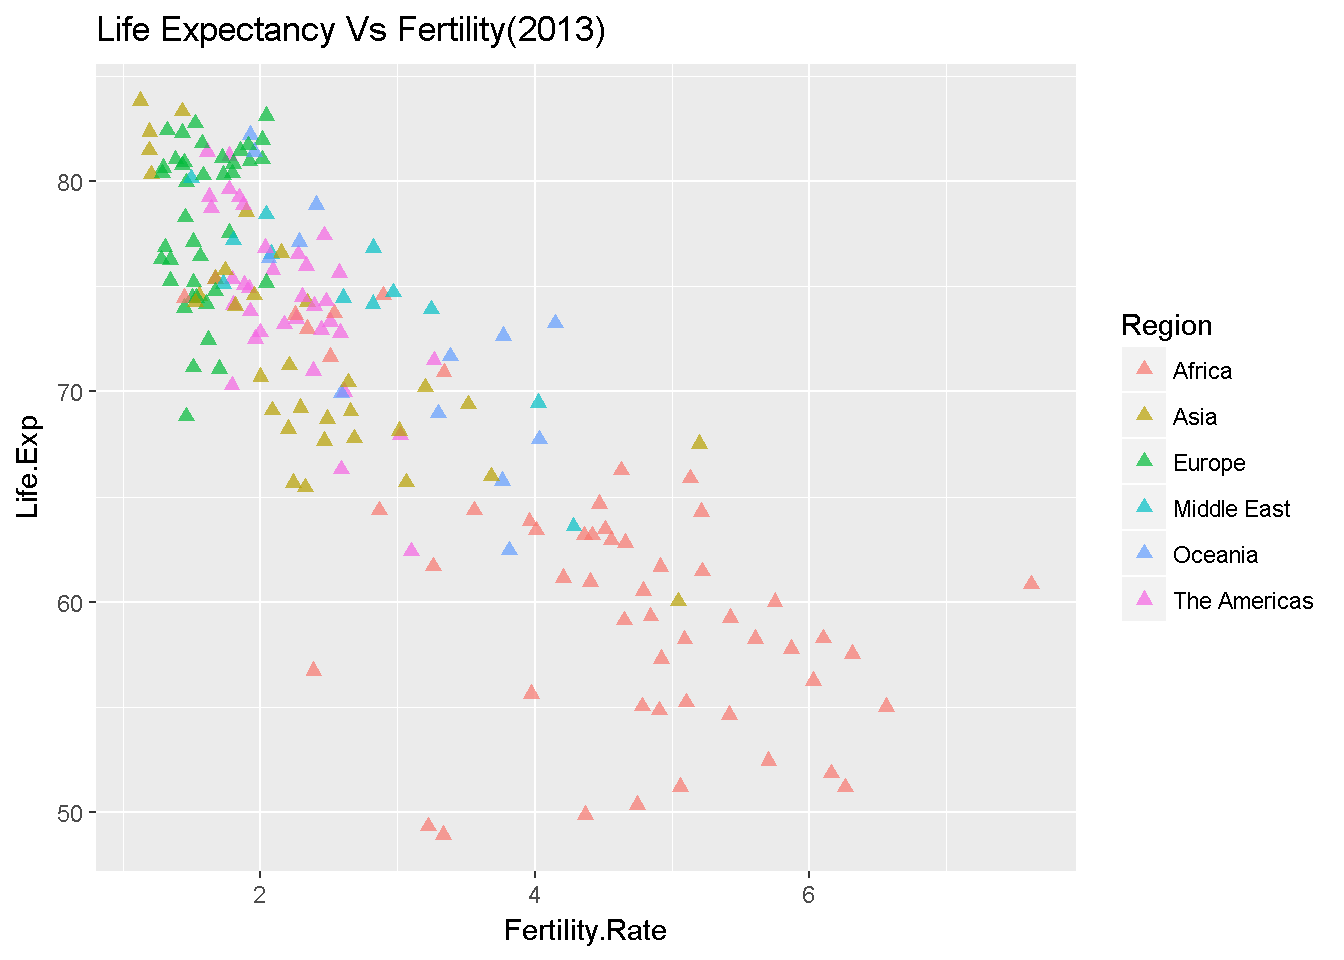 Life Expectancy Vs Fertility(2013)
Life.Exp
80
70
60
50
2 4 6
Fertility.Rate
Region
Africa
Asia
Europe
Middle East
Oceania
The Americas